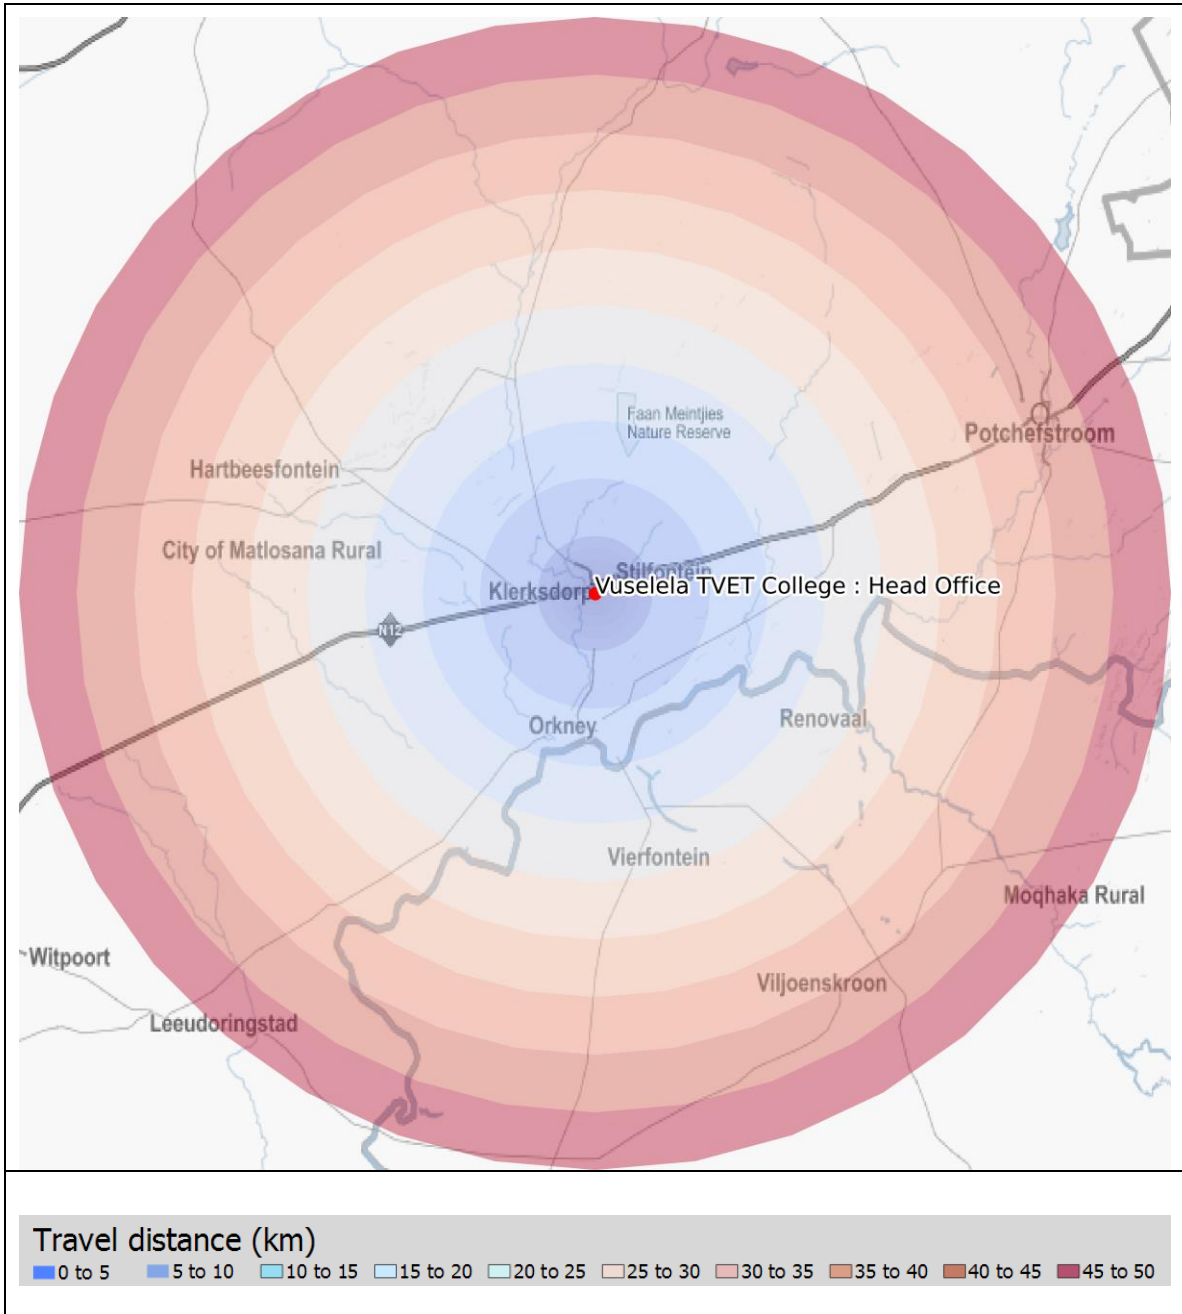 Faan Meintjies
Nature Reserve
Potchefstroom
Hartbeesfontein
City of Matlosana Rural
Stilfontein
Klerksdorp
Vuselela TVET College : Head Office
N12
Orkney
Renovaal
Vierfontein
Moqhaka Rural
Witpoort
Viljoenskroon
Leeudoringstad
Travel distance (km)
0 to 5 5 to 10 10 to 15 15 to 20 20 to 25 25 to 30 30 to 35 35 to 40 40 to 45 45 to 50